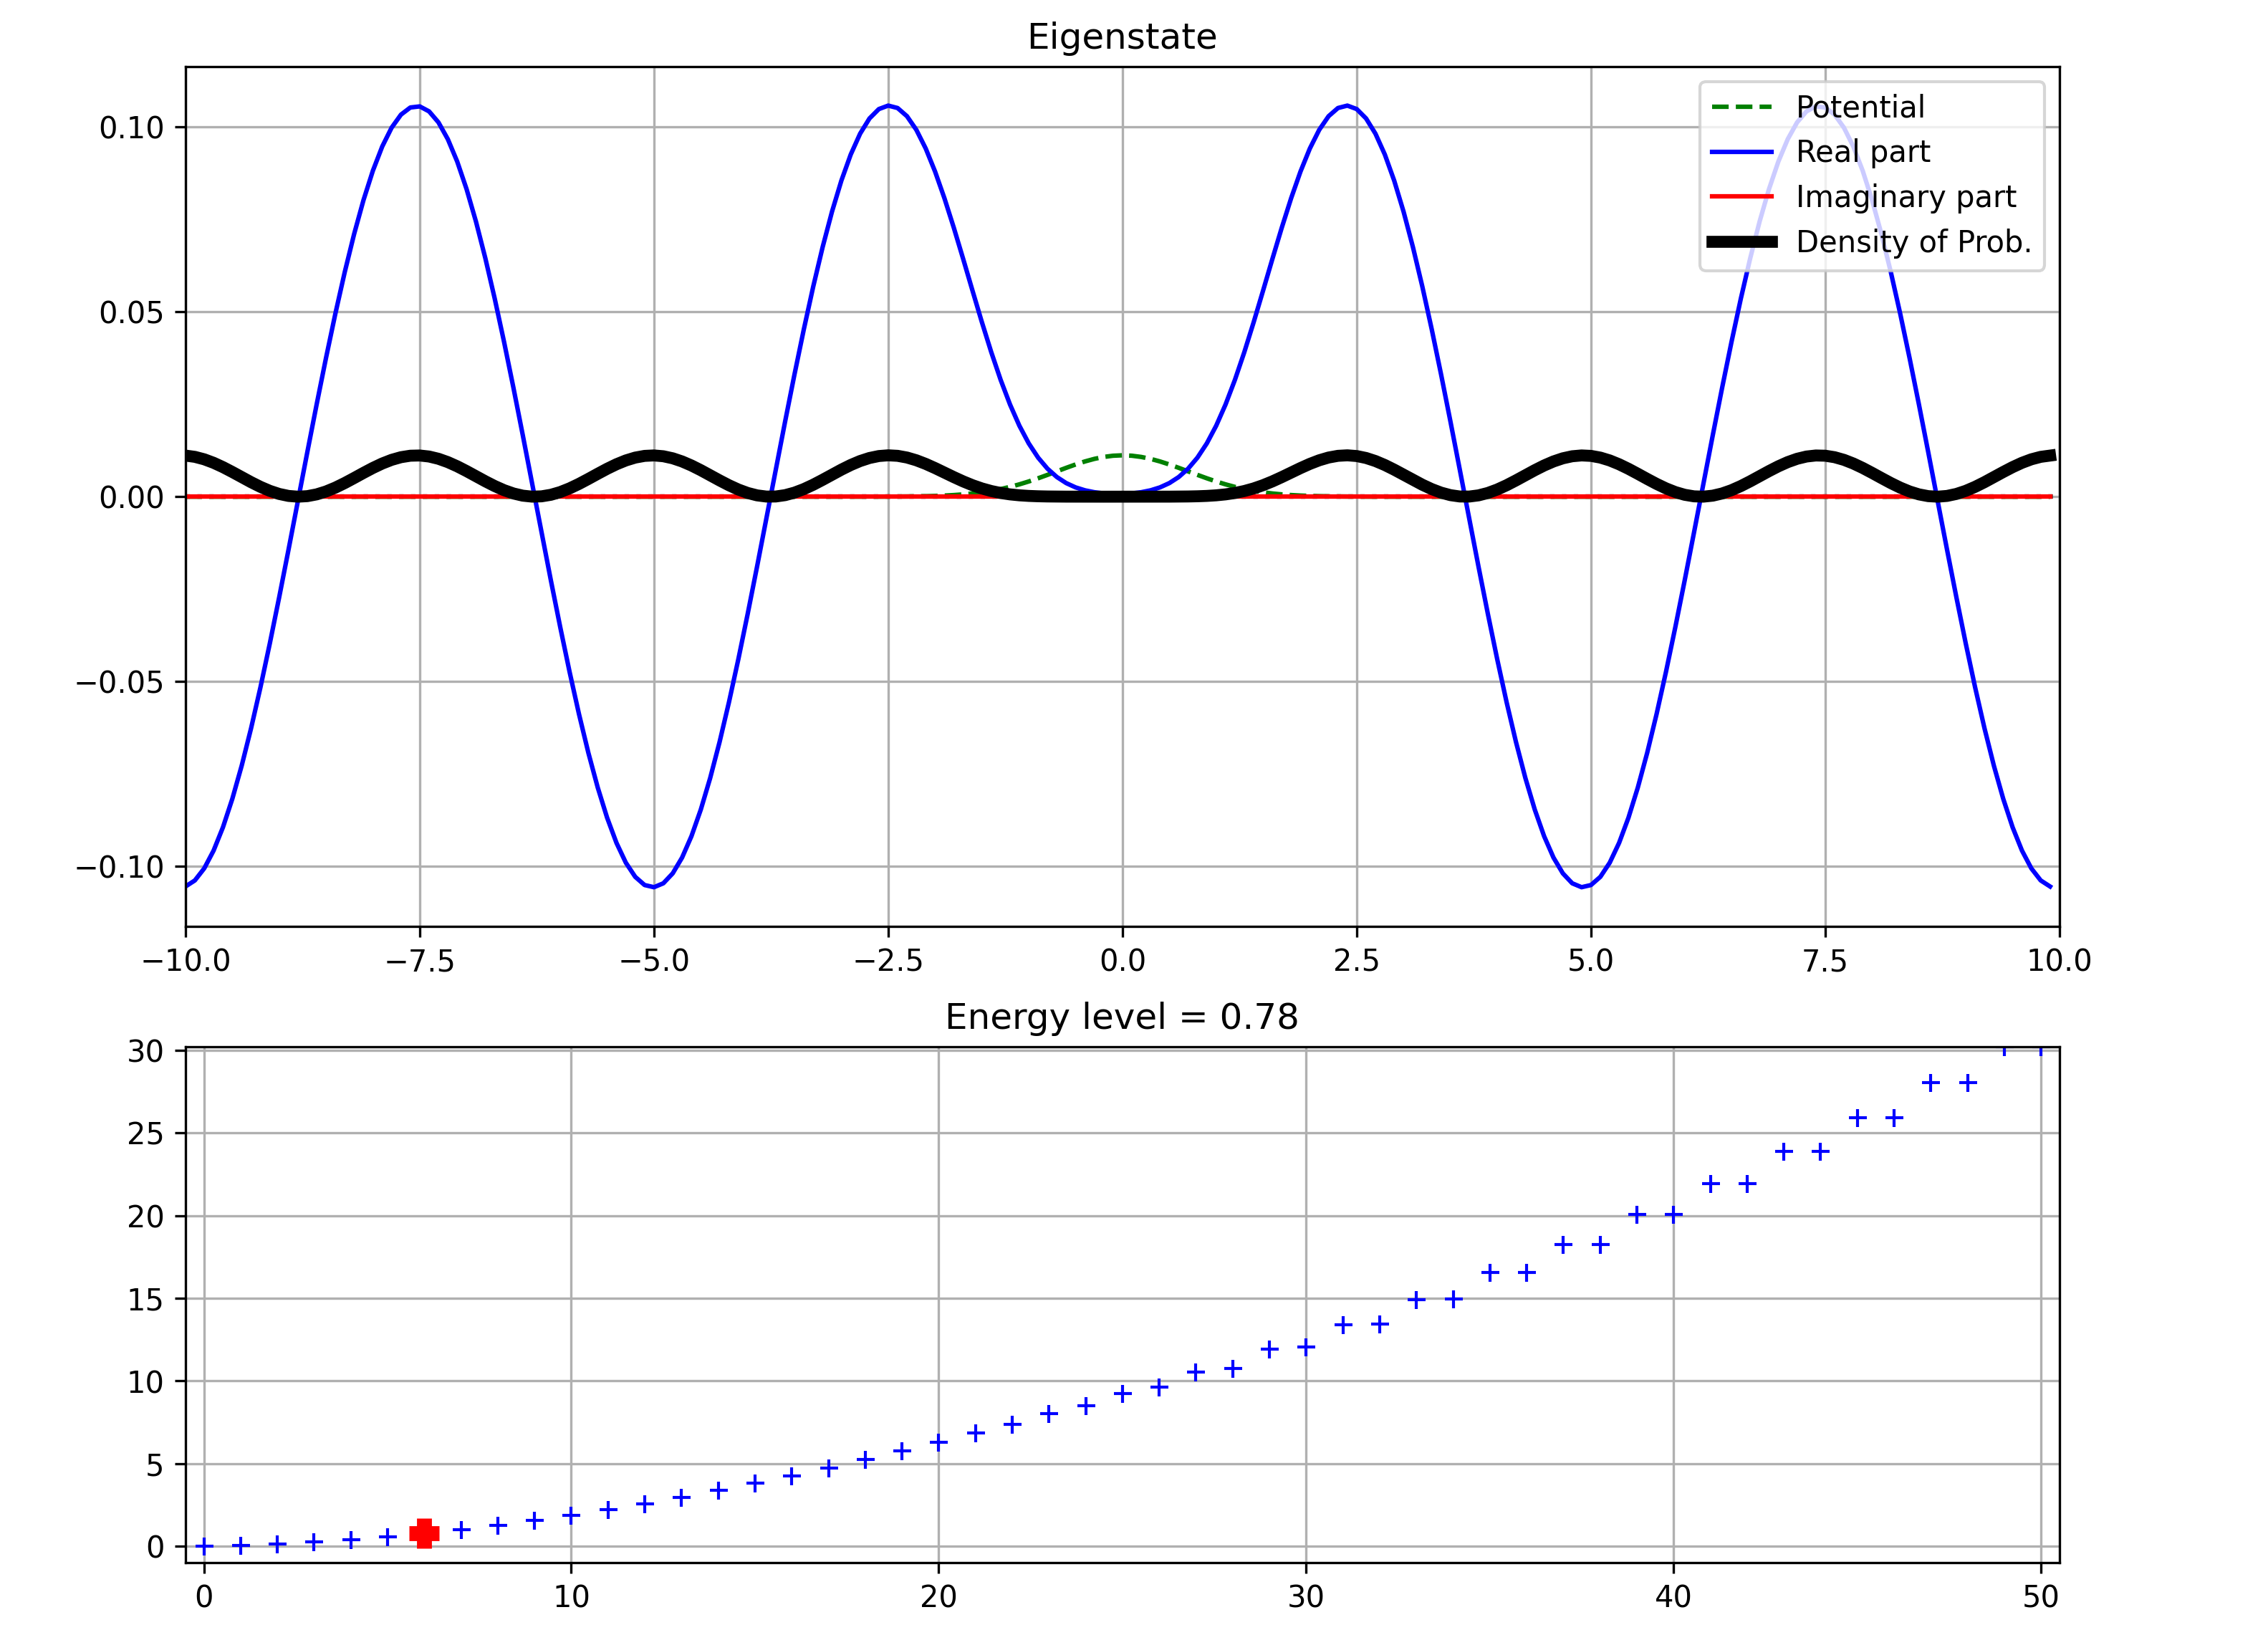 Eigenstate
0.10
0.05
0.00
−0.05
−0.10
Potential
Real part
Imaginary part
Density of Prob.
−10.0 −7.5 −5.0 −2.5 0.0 2.5 5.0 7.5 10.0
Energy level = 0.78
30
25
20
15
10
5
0
0 10 20 30 40 50